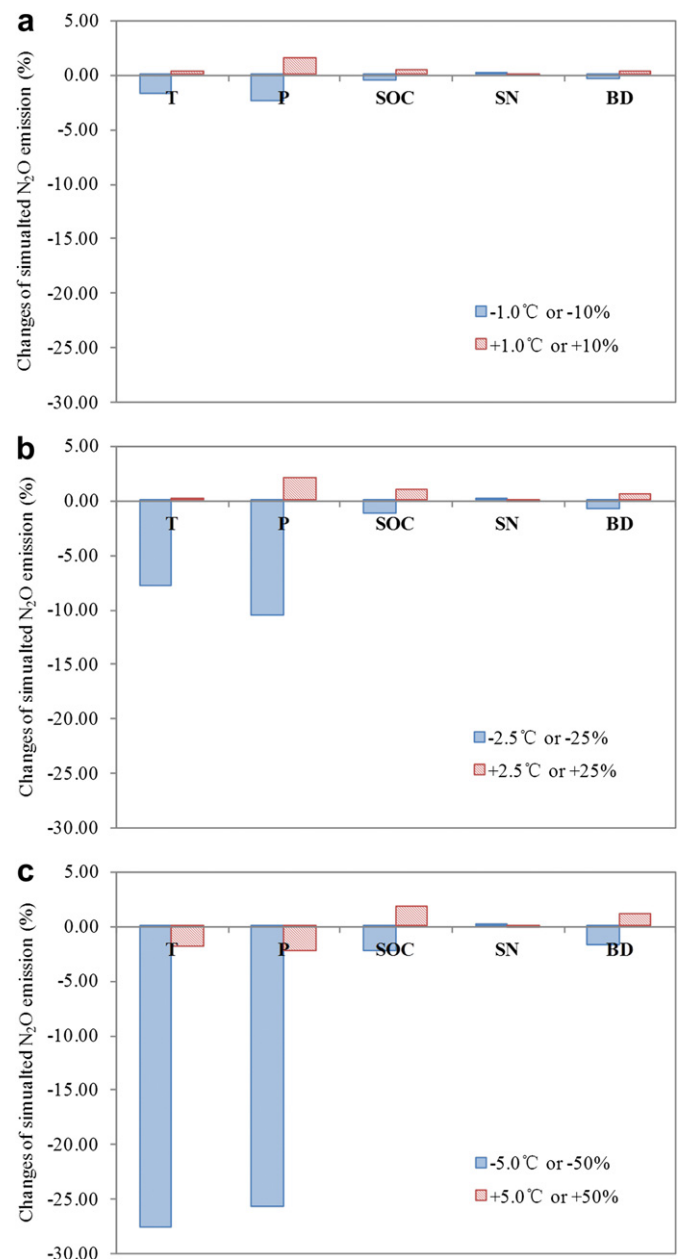 a
Changes of simualted N₂O emission (%)
5.00
0.00
-5.00
-10.00
-15.00
-20.00
-25.00
-30.00
T P SOC SN BD
-1.0℃ or -10%
+1.0℃ or +10%
b
Changes of simualted N₂O emission (%)
5.00
0.00
-5.00
-10.00
-15.00
-20.00
-25.00
-30.00
T P SOC SN BD
-2.5℃ or -25%
+2.5℃ or +25%
c
Changes of simualted N₂O emission (%)
5.00
0.00
-5.00
-10.00
-15.00
-20.00
-25.00
-30.00
T P SOC SN BD
-5.0℃ or -50%
+5.0℃ or +50%